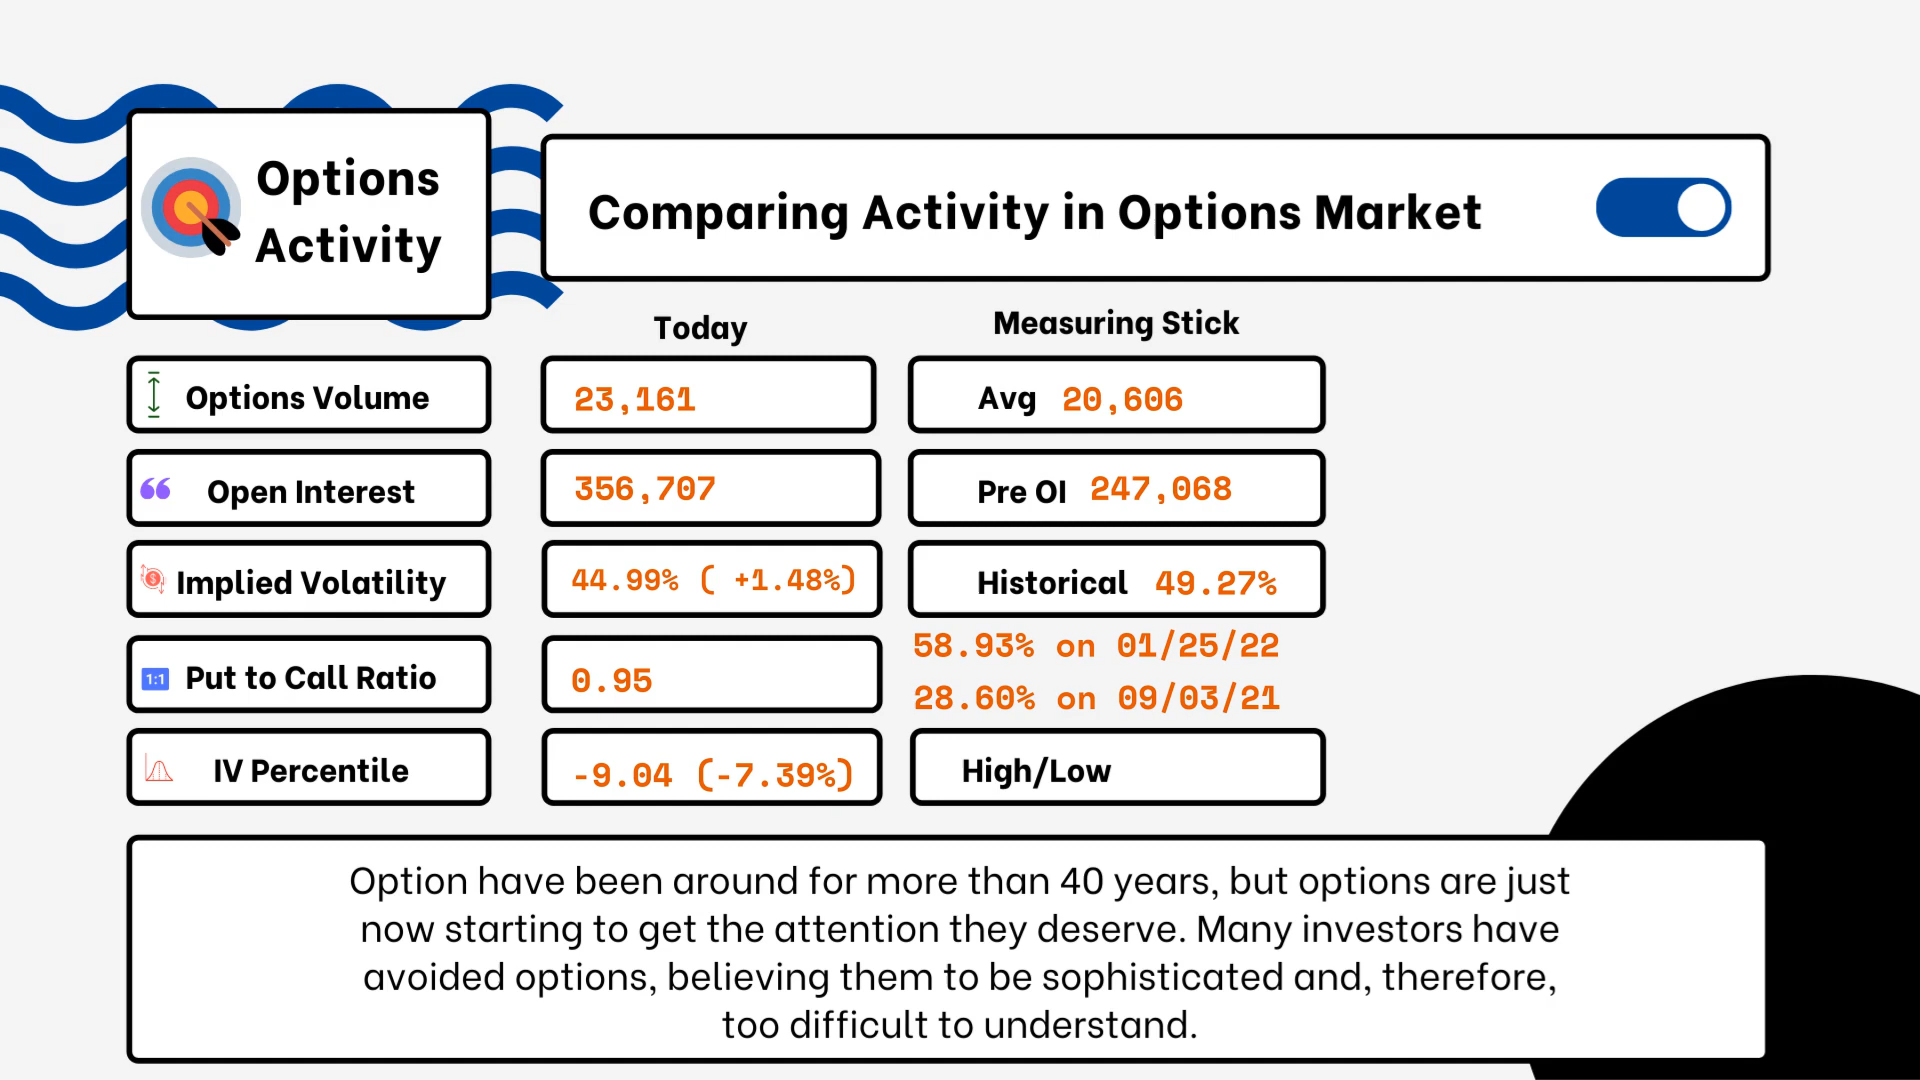 Options
Activity
Comparing Activity in Options Market
Today
Measuring Stick
Options Volume
23,161
Avg 20,606
Open Interest
356,707
Pre OI 247,068
Implied Volatility
44.99% ( +1.48%)
Historical 49.27%
1:1 Put to Call Ratio
0.95
58.93% on 01/25/22
28.60% on 09/03/21
IV Percentile
-9.04 (-7.39%)
High/Low
Option have been around for more than 40 years, but options are just
now starting to get the attention they deserve. Many investors have
avoided options, believing them to be sophisticated and, therefore,
too difficult to understand.